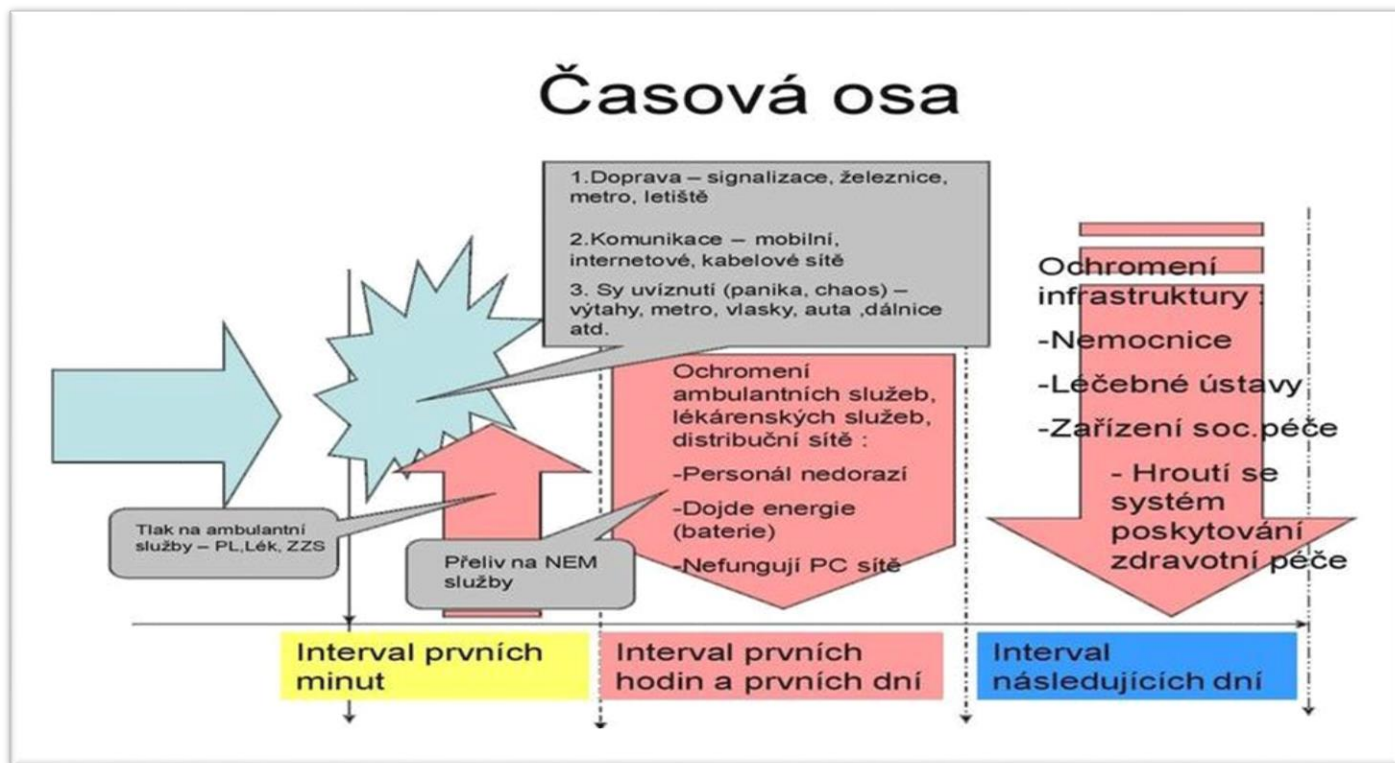 Časová osa
1.Doprava – signalizace, železnice,
metro, letiště
2.Komunikace – mobilní,
internetové, kabelové sítě
3. Sy uvíznutí (panika, chaos) –
výtahy, metro, vlasky, auta ,dálnice
atd.
Tlak na ambulantní
služby – PL,Lék, ZZS
Přeliv na NEM
služby
Ochromení
ambulantních služeb,
lékárenských služeb,
distribuční sítě :
-Personál nedorazí
-Dojde energie
(baterie)
-Nefungují PC sítě
Ochromení
infrastruktury :
-Nemocnice
-Léčebné ústavy
-Zařízení soc.péče
- Hroutí se
systém
poskytování
zdravotní péče
Interval prvních
minut
Interval prvních
hodin a prvních dní
Interval
následujících dní